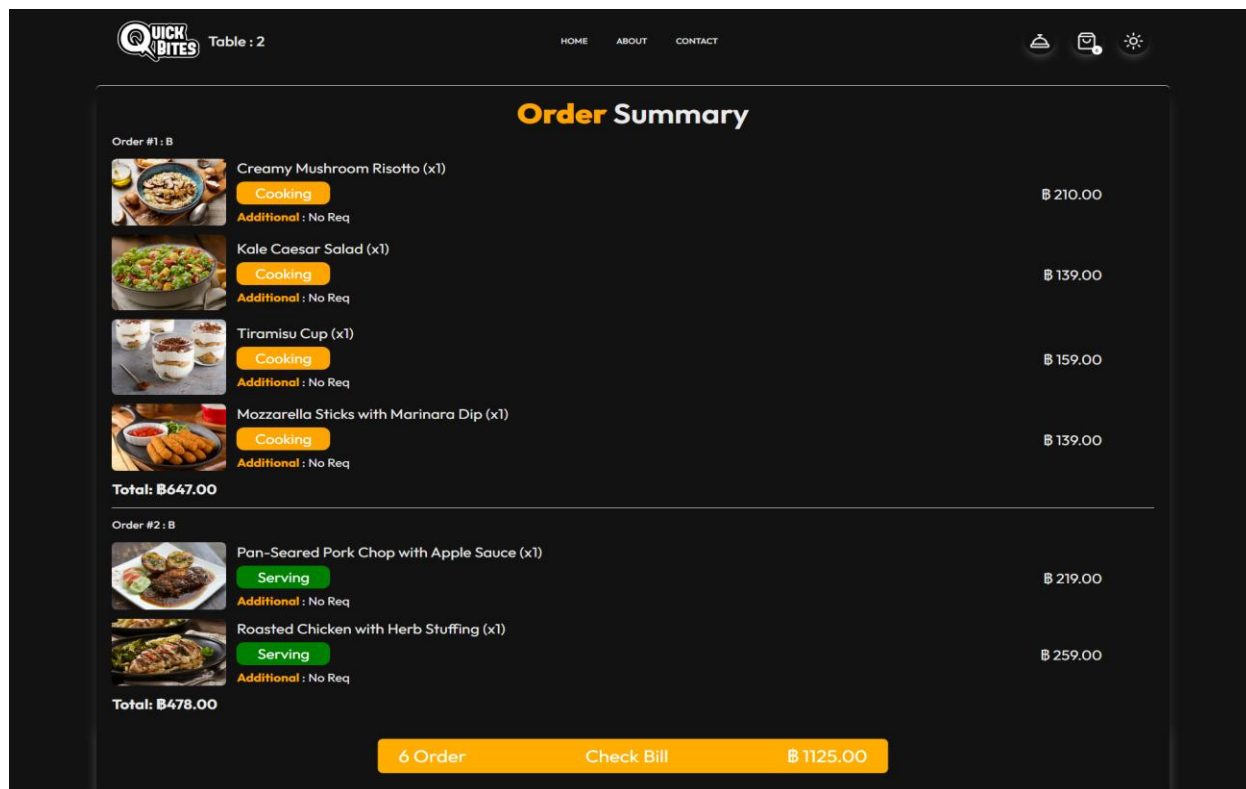 QUICK BITES
Table : 2
HOME ABOUT CONTACT
0
Order Summary
Order #1 : B
Creamy Mushroom Risotto (x1)
Cooking
Additional : No Req
฿ 210.00
Kale Caesar Salad (x1)
Cooking
Additional : No Req
฿ 139.00
Tiramisu Cup (x1)
Cooking
Additional : No Req
฿ 159.00
Mozzarella Sticks with Marinara Dip (x1)
Cooking
Additional : No Req
฿ 139.00
Total: ฿647.00
Order #2 : B
Pan-Seared Pork Chop with Apple Sauce (x1)
Serving
Additional : No Req
฿ 219.00
Roasted Chicken with Herb Stuffing (x1)
Serving
Additional : No Req
฿ 259.00
Total: ฿478.00
6 Order Check Bill ฿ 1125.00